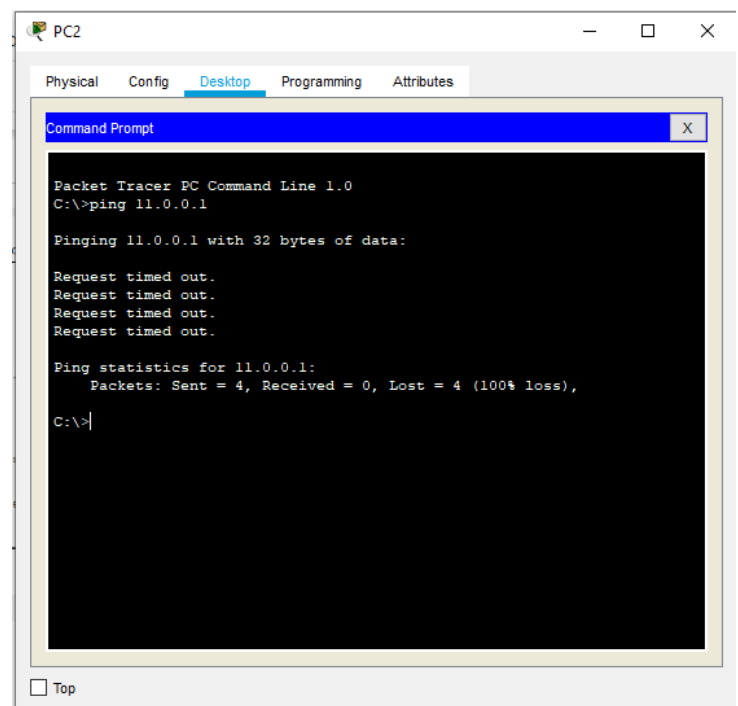 PC2
Physical Config Desktop Programming Attributes
Command Prompt
X
Packet Tracer PC Command Line 1.0
C:\>ping 11.0.0.1
Pinging 11.0.0.1 with 32 bytes of data:
Request timed out.
Request timed out.
Request timed out.
Request timed out.
Ping statistics for 11.0.0.1:
Packets: Sent = 4, Received = 0, Lost = 4 (100% loss),
C:\>
Top